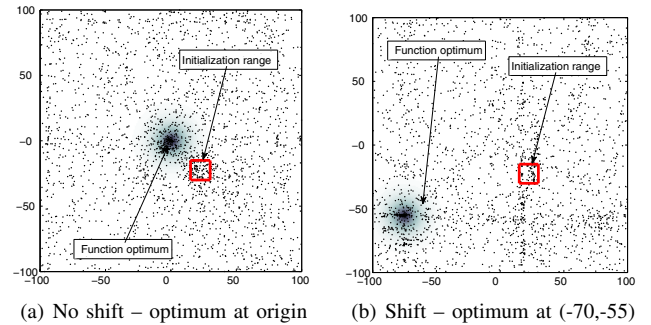 100
Initialization range
50
−0
−50
Function optimum
−100
−100 −50 0 50 100
(a) No shift – optimum at origin
100
Function optimum
Initialization range
50
−0
−50
−100
−100 −50 0 50 100
(b) Shift – optimum at (-70,-55)